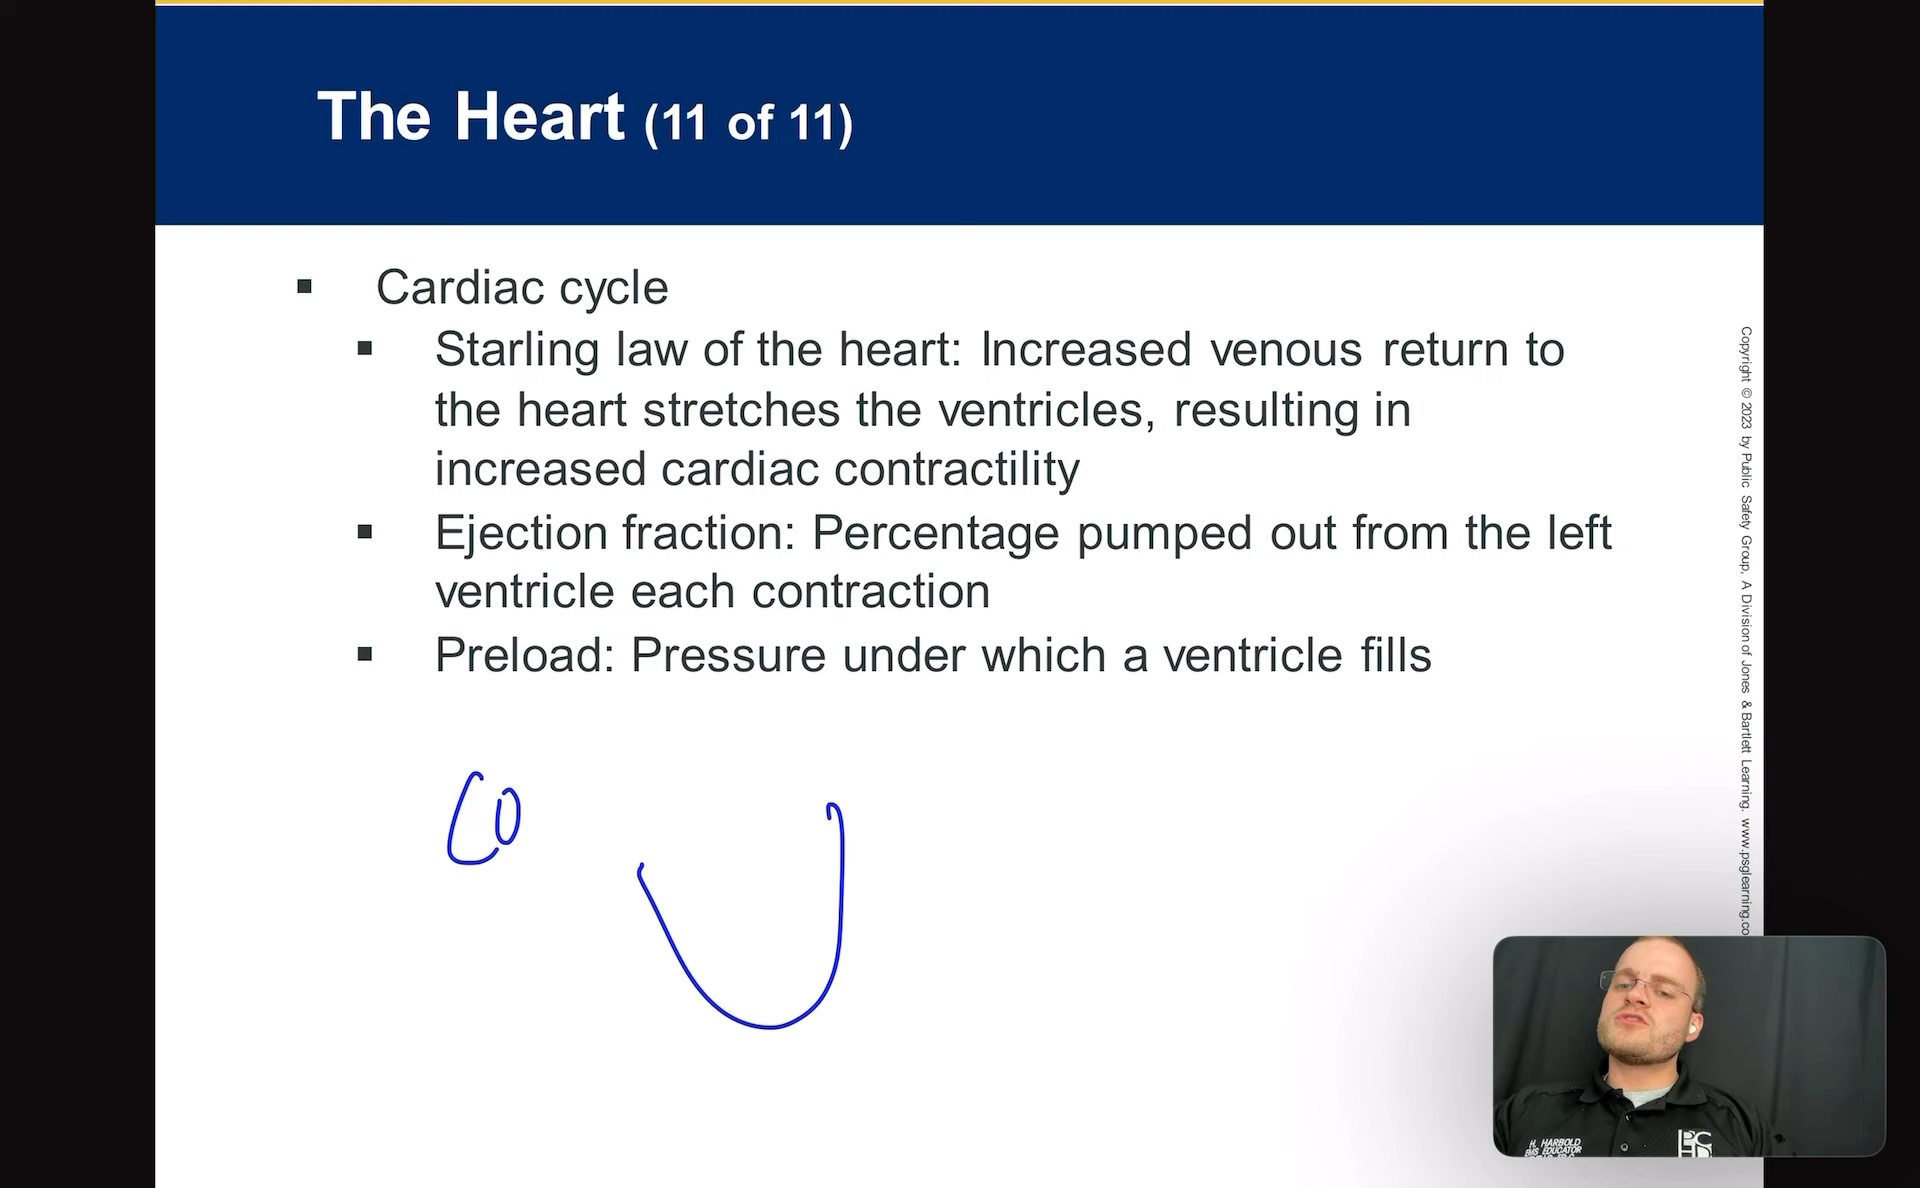 The Heart (11 of 11)
▪ Cardiac cycle
▪ Starling law of the heart: Increased venous return to
the heart stretches the ventricles, resulting in
increased cardiac contractility
▪ Ejection fraction: Percentage pumped out from the left
ventricle each contraction
▪ Preload: Pressure under which a ventricle fills
CO
Copyright © 2023 by Public Safety Group, A Division of Jones & Bartlett Learning. www.psglearning.co
H. HARBOLD
EMS EDUCATOR